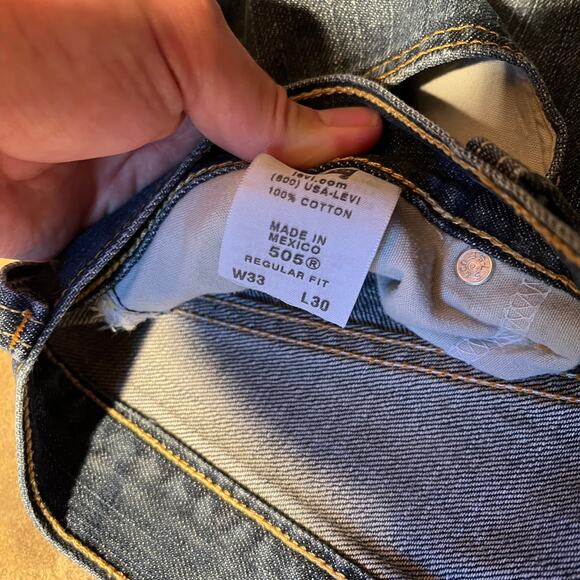 levi.com
(800) USA-LEVI
100% COTTON
MADE IN
MEXICO
505®
REGULAR FIT
W33 L30